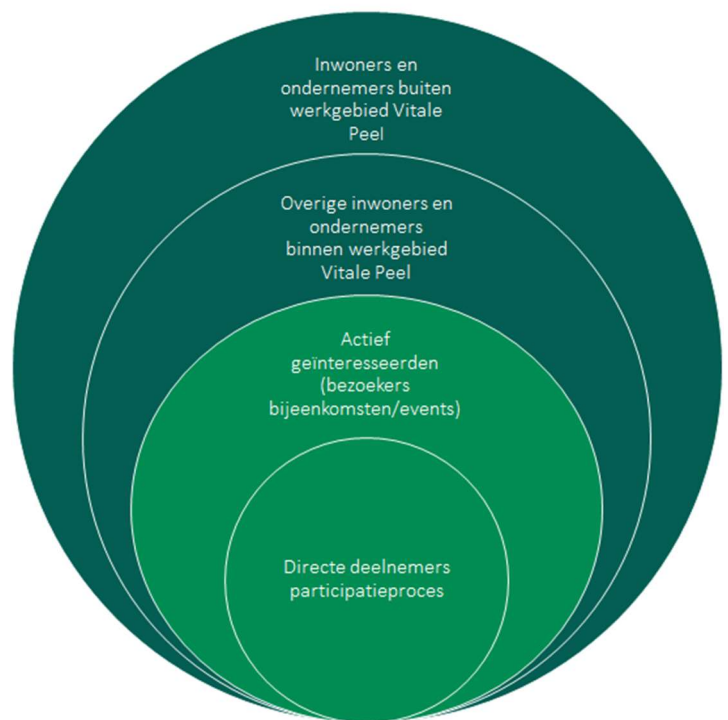 Inwoners en
ondernemers buiten
werkgebied Vitale
Peel
Overige inwoners en
ondernemers
binnen werkgebied
Vitale Peel
Actief
geïnteresseerden
(bezoekers
bijeenkomsten/events)
Directe deelnemers
participatieproces